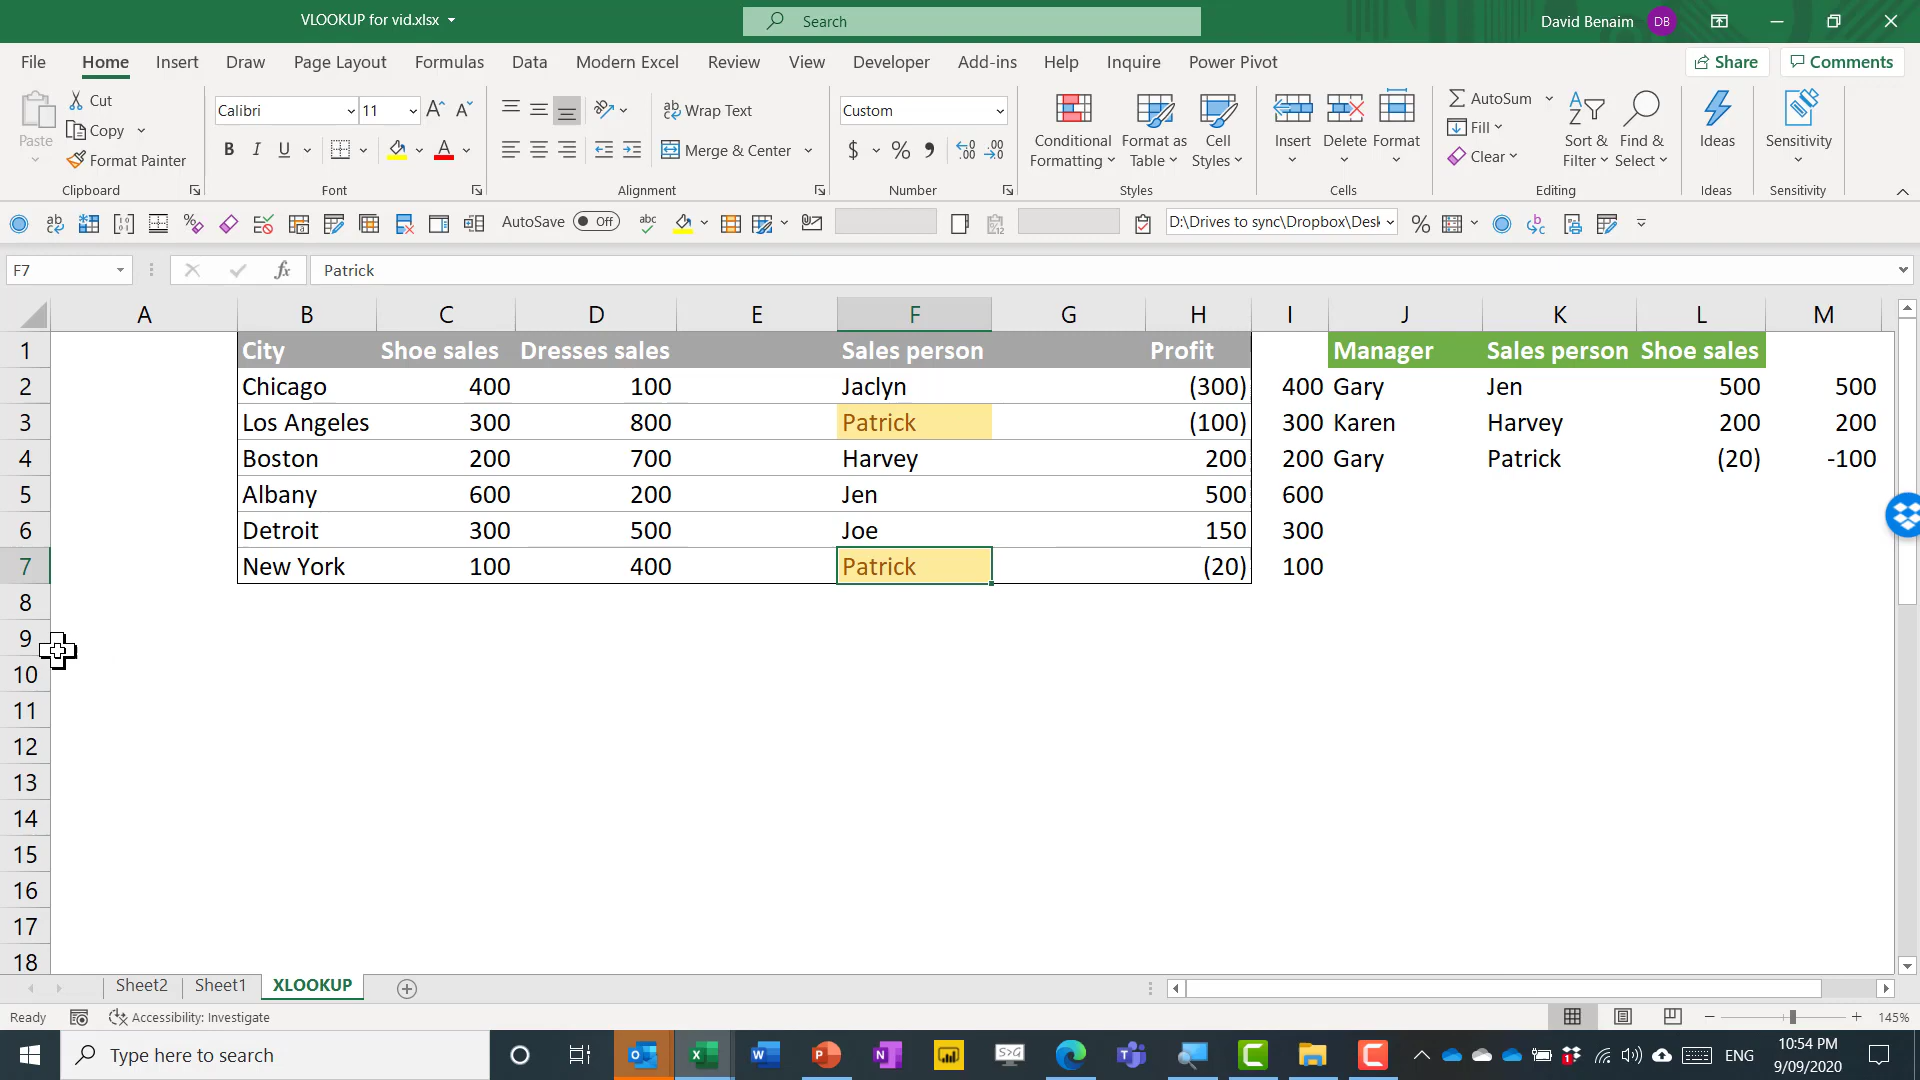 VLOOKUP for vid.xlsx
Search
David Benaim DB
File Home Insert Draw Page Layout Formulas Data Modern Excel Review View Developer Add-ins Help Inquire Power Pivot Share Comments
Paste Cut
Copy
Format Painter
Clipboard
Calibri 11
B I U A
Font
Wrap Text
Merge & Center
Alignment
Custom
$ %
Number
Conditional Formatting
Format as Table
Cell Styles
Styles
Insert Delete Format
Cells
AutoSum
Fill
Clear
Sort & Filter
Find & Select
Editing
Ideas
Ideas
Sensitivity
Sensitivity
AutoSave Off D:\Drives to sync\Dropbox\Desk
F7 fx Patrick
A B C D E F G H I J K L M
1 City Shoe sales Dresses sales Sales person Profit Manager Sales person Shoe sales
2 Chicago 400 100 Jaclyn (300) 400 Gary Jen 500 500
3 Los Angeles 300 800 Patrick (100) 300 Karen Harvey 200 200
4 Boston 200 700 Harvey 200 200 Gary Patrick (20) -100
5 Albany 600 200 Jen 500 600
6 Detroit 300 500 Joe 150 300
7 New York 100 400 Patrick (20) 100
8
9
10
11
12
13
14
15
16
17
18
Sheet2 Sheet1 XLOOKUP
Ready Accessibility: Investigate 145%
Type here to search ENG 10:54 PM
9/09/2020